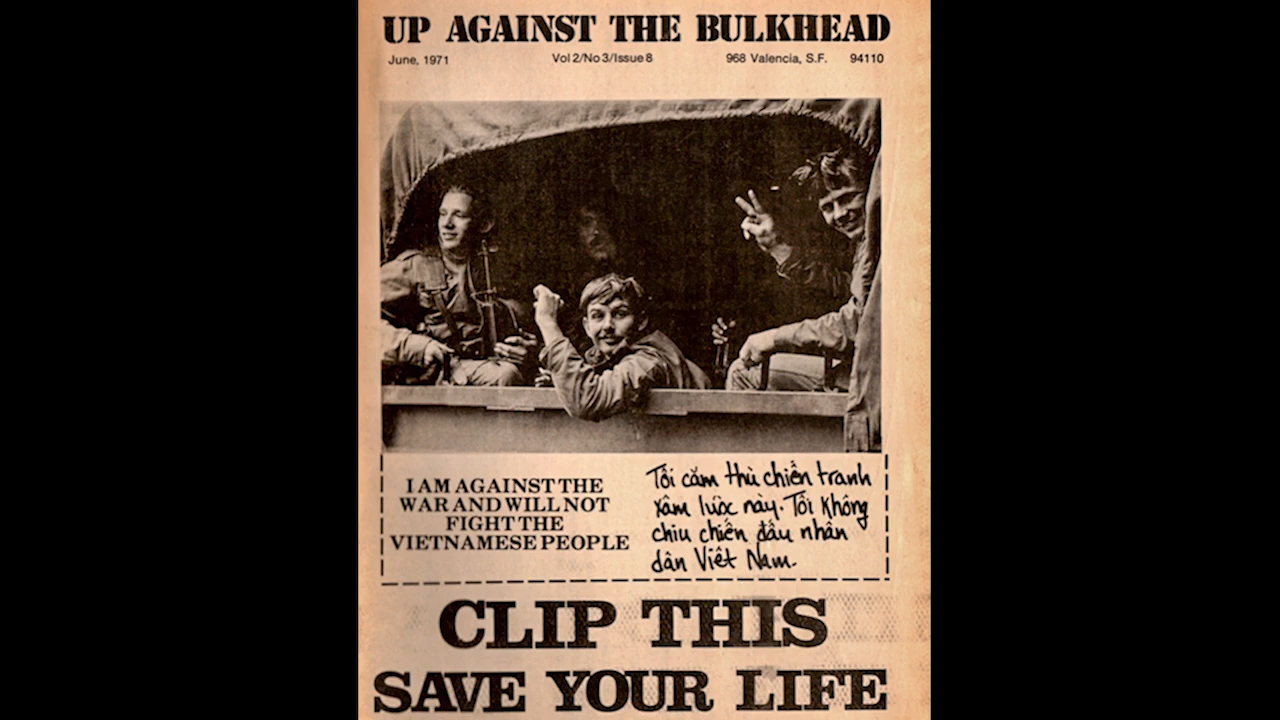 UP AGAINST THE BULKHEAD
June, 1971 Vol 2/No 3/Issue 8 968 Valencia, S.F. 94110
I AM AGAINST THE
WAR AND WILL NOT
FIGHT THE
VIETNAMESE PEOPLE
Tôi căm thù chiến tranh
xâm lược này. Tôi không
chiu chiến đấu nhân
dân Viêt Nam.
CLIP THIS
SAVE YOUR LIFE